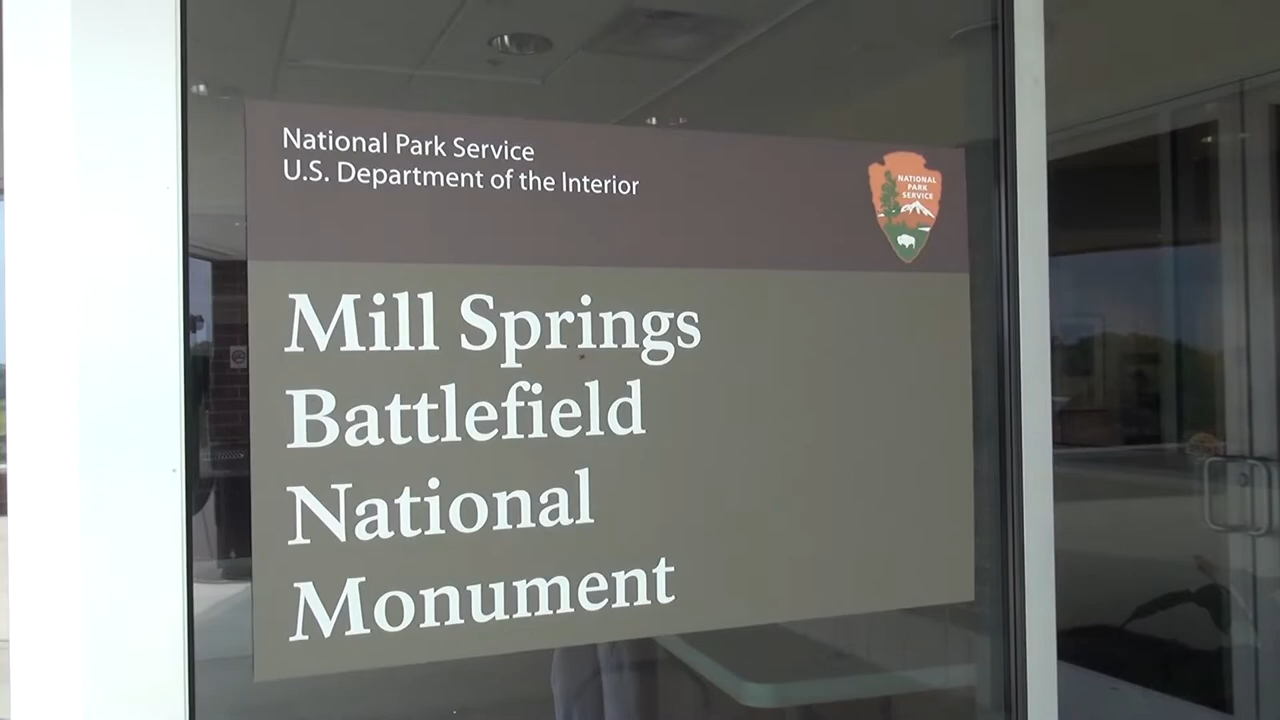 National Park Service
U.S. Department of the Interior
NATIONAL
PARK
SERVICE
Mill Springs
Battlefield
National
Monument